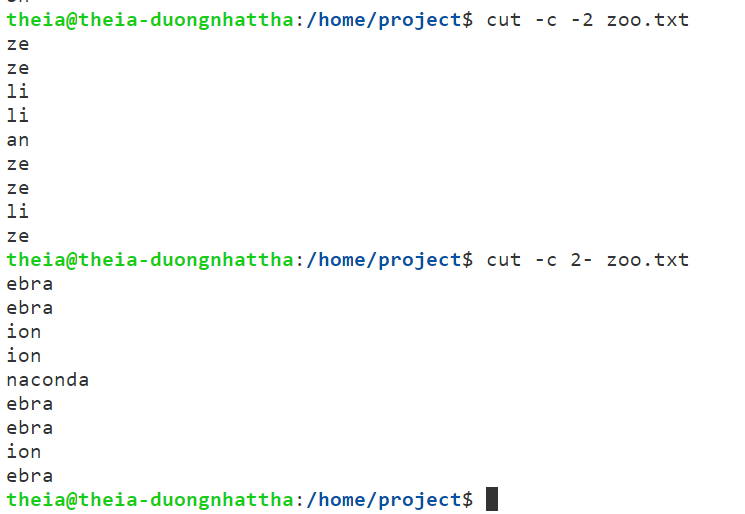 theia@theia-duongnhattha:/home/project$ cut -c -2 zoo.txt
ze
ze
li
li
an
ze
ze
li
ze
theia@theia-duongnhattha:/home/project$ cut -c 2- zoo.txt
ebra
ebra
ion
ion
naconda
ebra
ebra
ion
ebra
theia@theia-duongnhattha:/home/project$